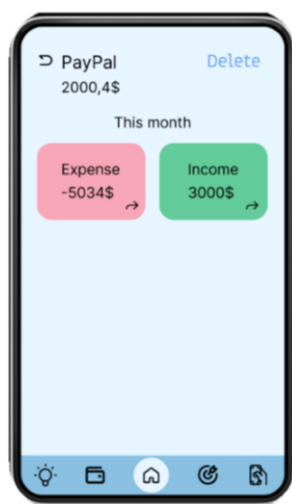 PayPal
Delete
2000,4$
This month
Expense
-5034$
Income
3000$